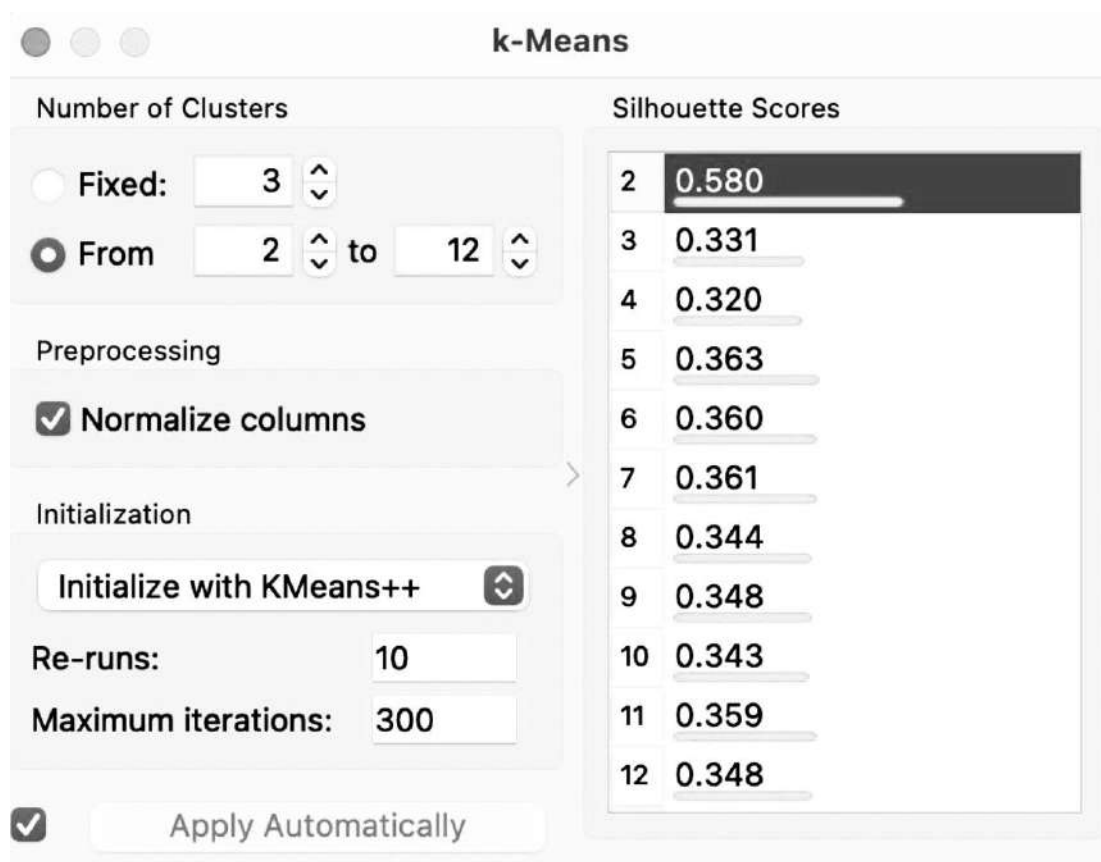 k-Means
Number of Clusters
Fixed: 3
From 2 to 12
Preprocessing
Normalize columns
Initialization
Initialize with KMeans++
Re-runs: 10
Maximum iterations: 300
Apply Automatically
Silhouette Scores
2 0.580
3 0.331
4 0.320
5 0.363
6 0.360
7 0.361
8 0.344
9 0.348
10 0.343
11 0.359
12 0.348